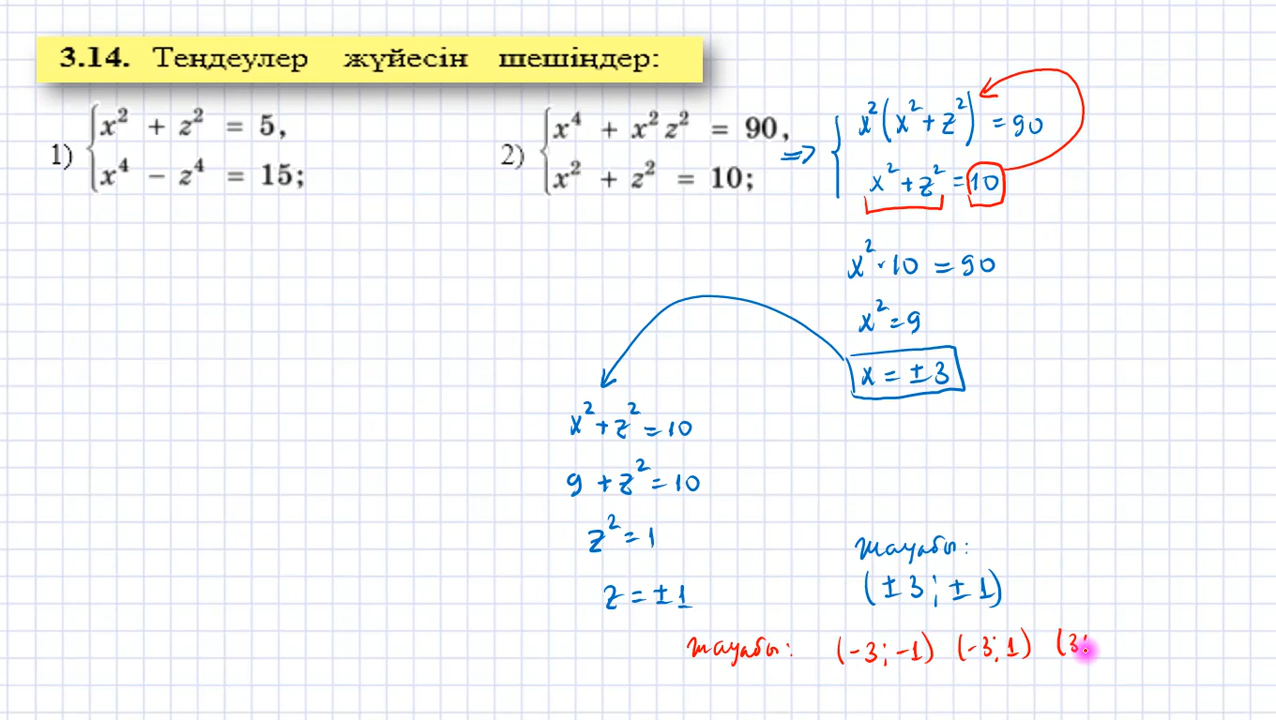 3.14. Теңдеулер жүйесін шешіңдер:
1) { x² + z² = 5,
x⁴ − z⁴ = 15;
2) { x⁴ + x²z² = 90,
x² + z² = 10;
=> { x²(x² + z²) = 90
x² + z² = 10
x² · 10 = 90
x² = 9
x = ±3
x² + z² = 10
9 + z² = 10
z² = 1
z = ±1
жауабы:
(±3; ±1)
жауабы: (-3; -1) (-3; 1) (3;